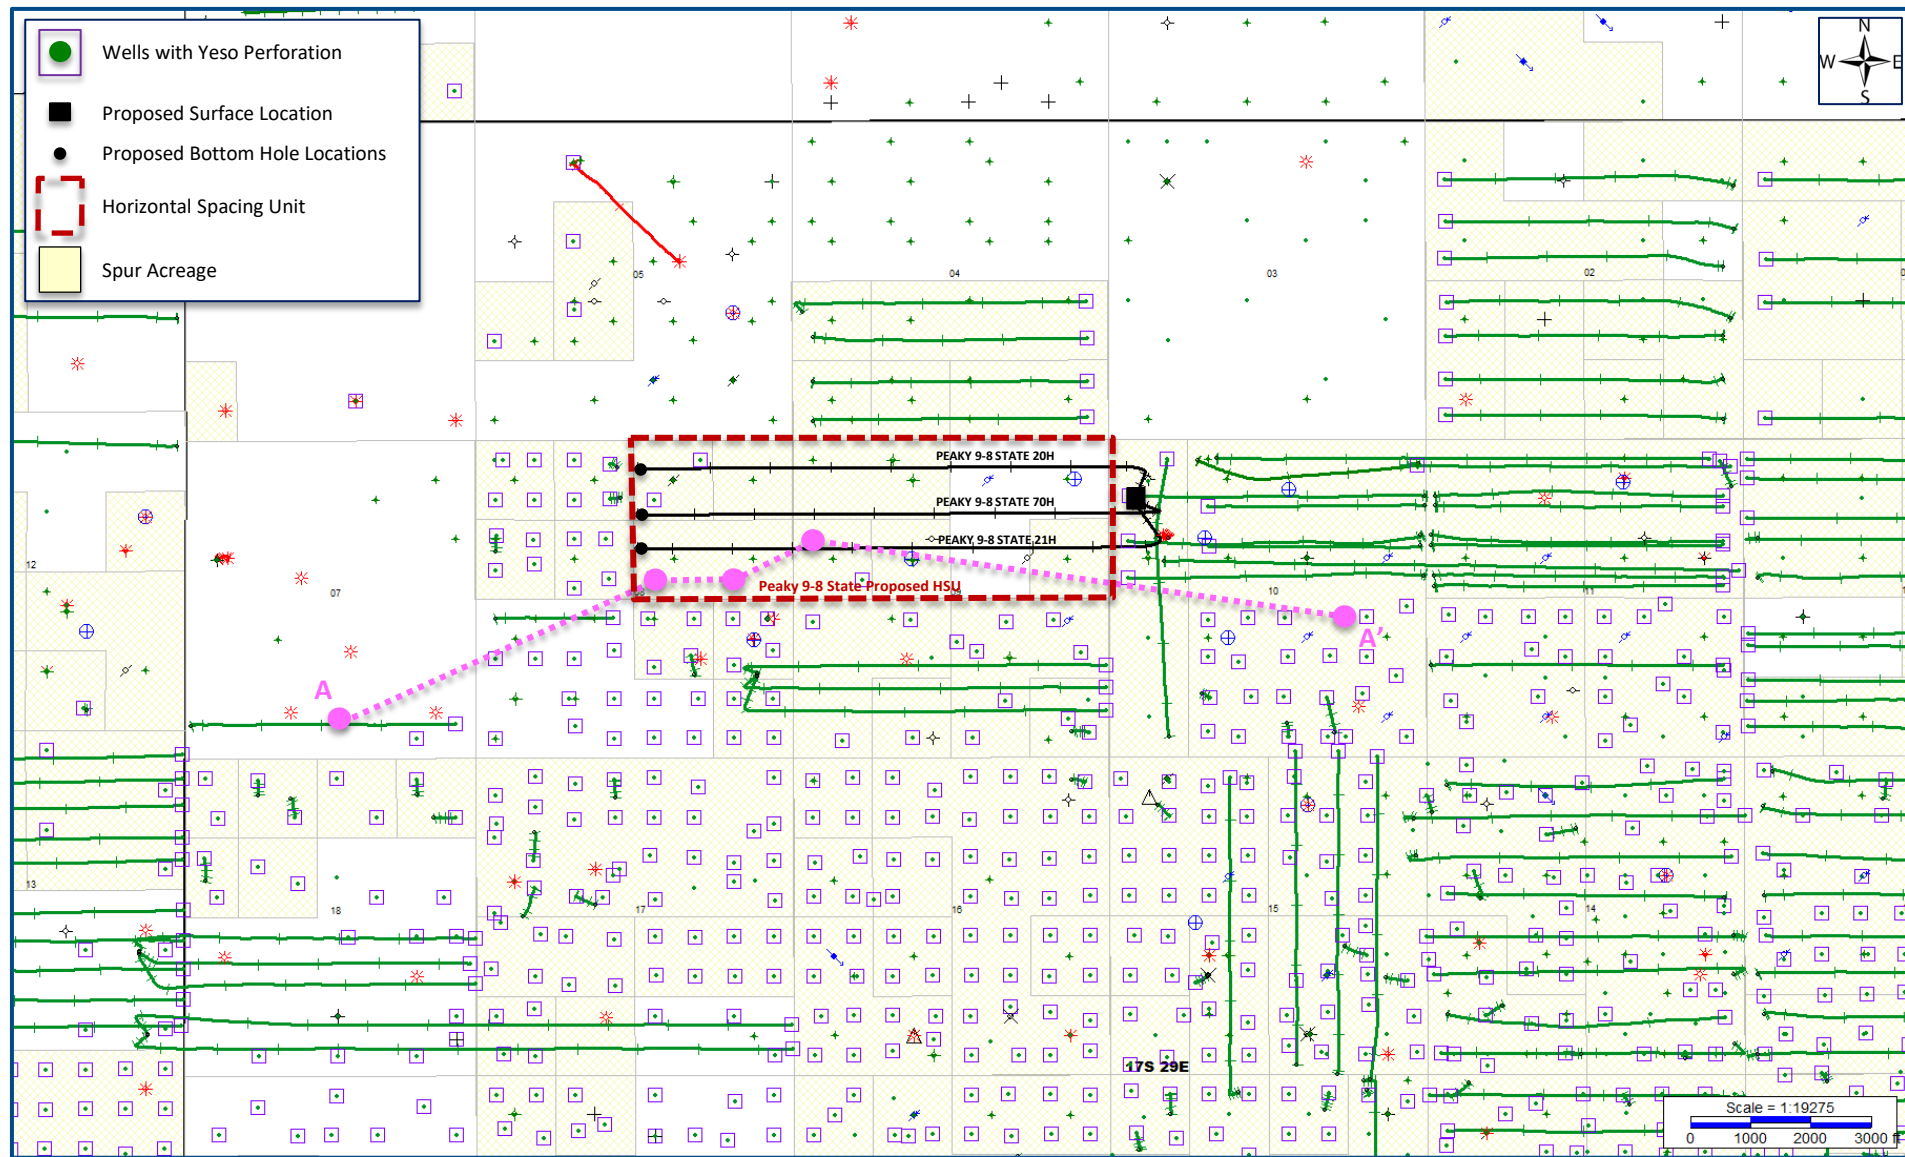 Wells with Yeso Perforation
Proposed Surface Location
Proposed Bottom Hole Locations
Horizontal Spacing Unit
Spur Acreage
N
W
E
S
05
04
03
02
PEAKY 9-8 STATE 20H
PEAKY 9-8 STATE 70H
PEAKY 9-8 STATE 21H
Peaky 9-8 State Proposed HSU
12
07
10
11
A
A'
13
18
17
16
15
14
17S 29E
Scale = 1:19275
0 1000 2000 3000 ft